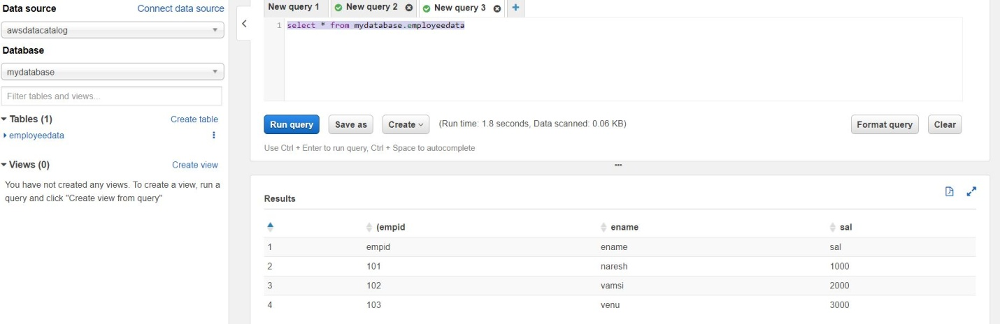 Data source Connect data source
awsdatacatalog
Database
mydatabase
Filter tables and views...
Tables (1) Create table
employeedata
Views (0) Create view
You have not created any views. To create a view, run a
query and click "Create view from query"
New query 1 New query 2 New query 3 +
1 select * from mydatabase.employeedata
Run query Save as Create (Run time: 1.8 seconds, Data scanned: 0.06 KB) Format query Clear
Use Ctrl + Enter to run query, Ctrl + Space to autocomplete
Results
(empid ename sal
1 empid ename sal
2 101 naresh 1000
3 102 vamsi 2000
4 103 venu 3000